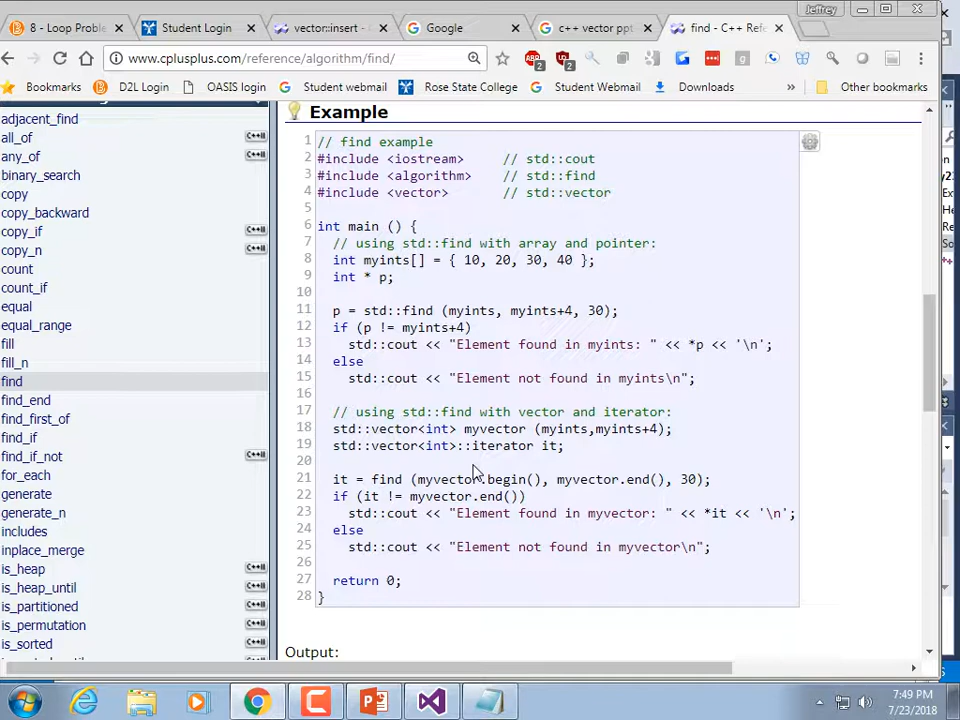 Jeffrey
8 - Loop Problem
Student Login
vector::insert -
Google
c++ vector ppt
find - C++ Refe
www.cplusplus.com/reference/algorithm/find/
ABP
2
2
g
Bookmarks
D2L Login
OASIS login
Student webmail
Rose State College
Student Webmail
Downloads
»
Other bookmarks
adjacent_find
all_of
any_of
binary_search
copy
copy_backward
copy_if
copy_n
count
count_if
equal
equal_range
fill
fill_n
find
find_end
find_first_of
find_if
find_if_not
for_each
generate
generate_n
includes
inplace_merge
is_heap
is_heap_until
is_partitioned
is_permutation
is_sorted
Example
1 // find example
2 #include <iostream> // std::cout
3 #include <algorithm> // std::find
4 #include <vector> // std::vector
5
6 int main () {
7 // using std::find with array and pointer:
8 int myints[] = { 10, 20, 30, 40 };
9 int * p;
10
11 p = std::find (myints, myints+4, 30);
12 if (p != myints+4)
13 std::cout << "Element found in myints: " << *p << '\n';
14 else
15 std::cout << "Element not found in myints\n";
16
17 // using std::find with vector and iterator:
18 std::vector<int> myvector (myints,myints+4);
19 std::vector<int>::iterator it;
20
21 it = find (myvector.begin(), myvector.end(), 30);
22 if (it != myvector.end())
23 std::cout << "Element found in myvector: " << *it << '\n';
24 else
25 std::cout << "Element not found in myvector\n";
26
27 return 0;
28 }
Output:
7:49 PM
7/23/2018